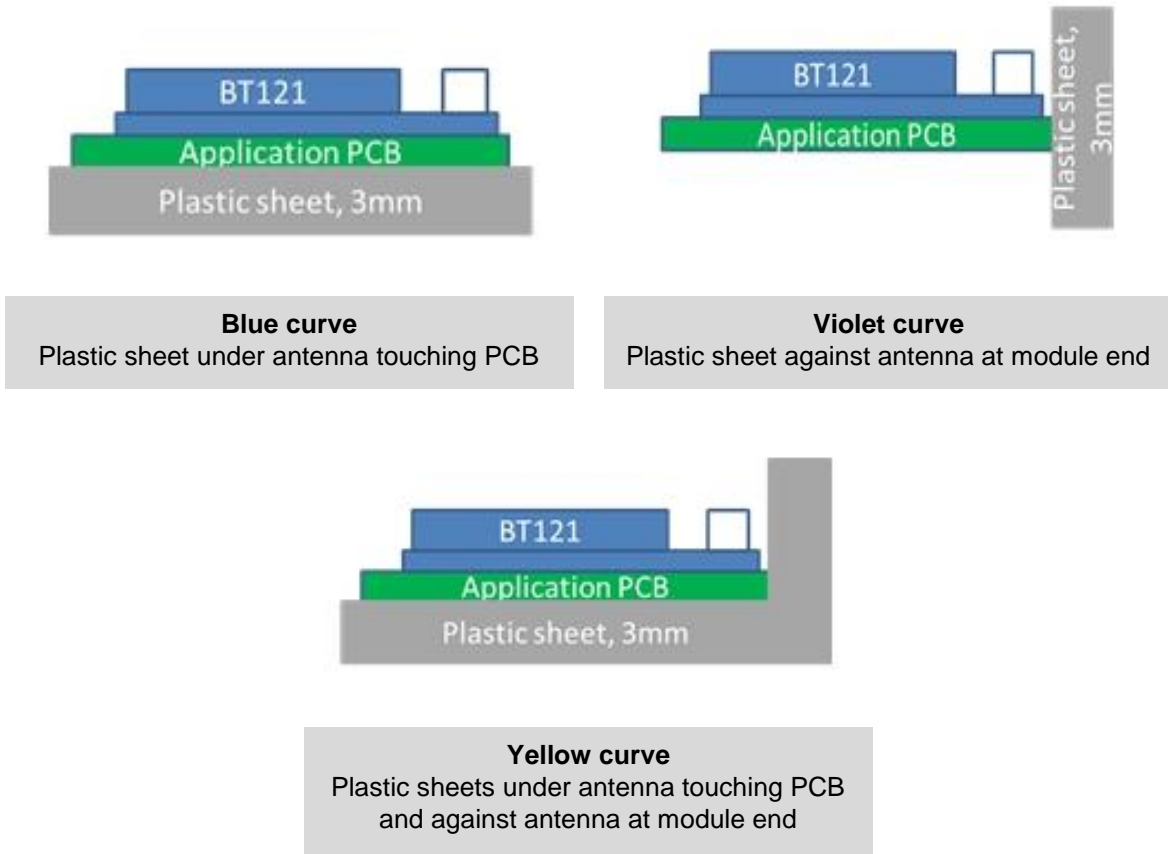 BT121
Application PCB
Plastic sheet, 3mm
BT121
Application PCB
Plastic sheet,
3mm
Blue curve
Plastic sheet under antenna touching PCB
Violet curve
Plastic sheet against antenna at module end
BT121
Application PCB
Plastic sheet, 3mm
Yellow curve
Plastic sheets under antenna touching PCB
and against antenna at module end